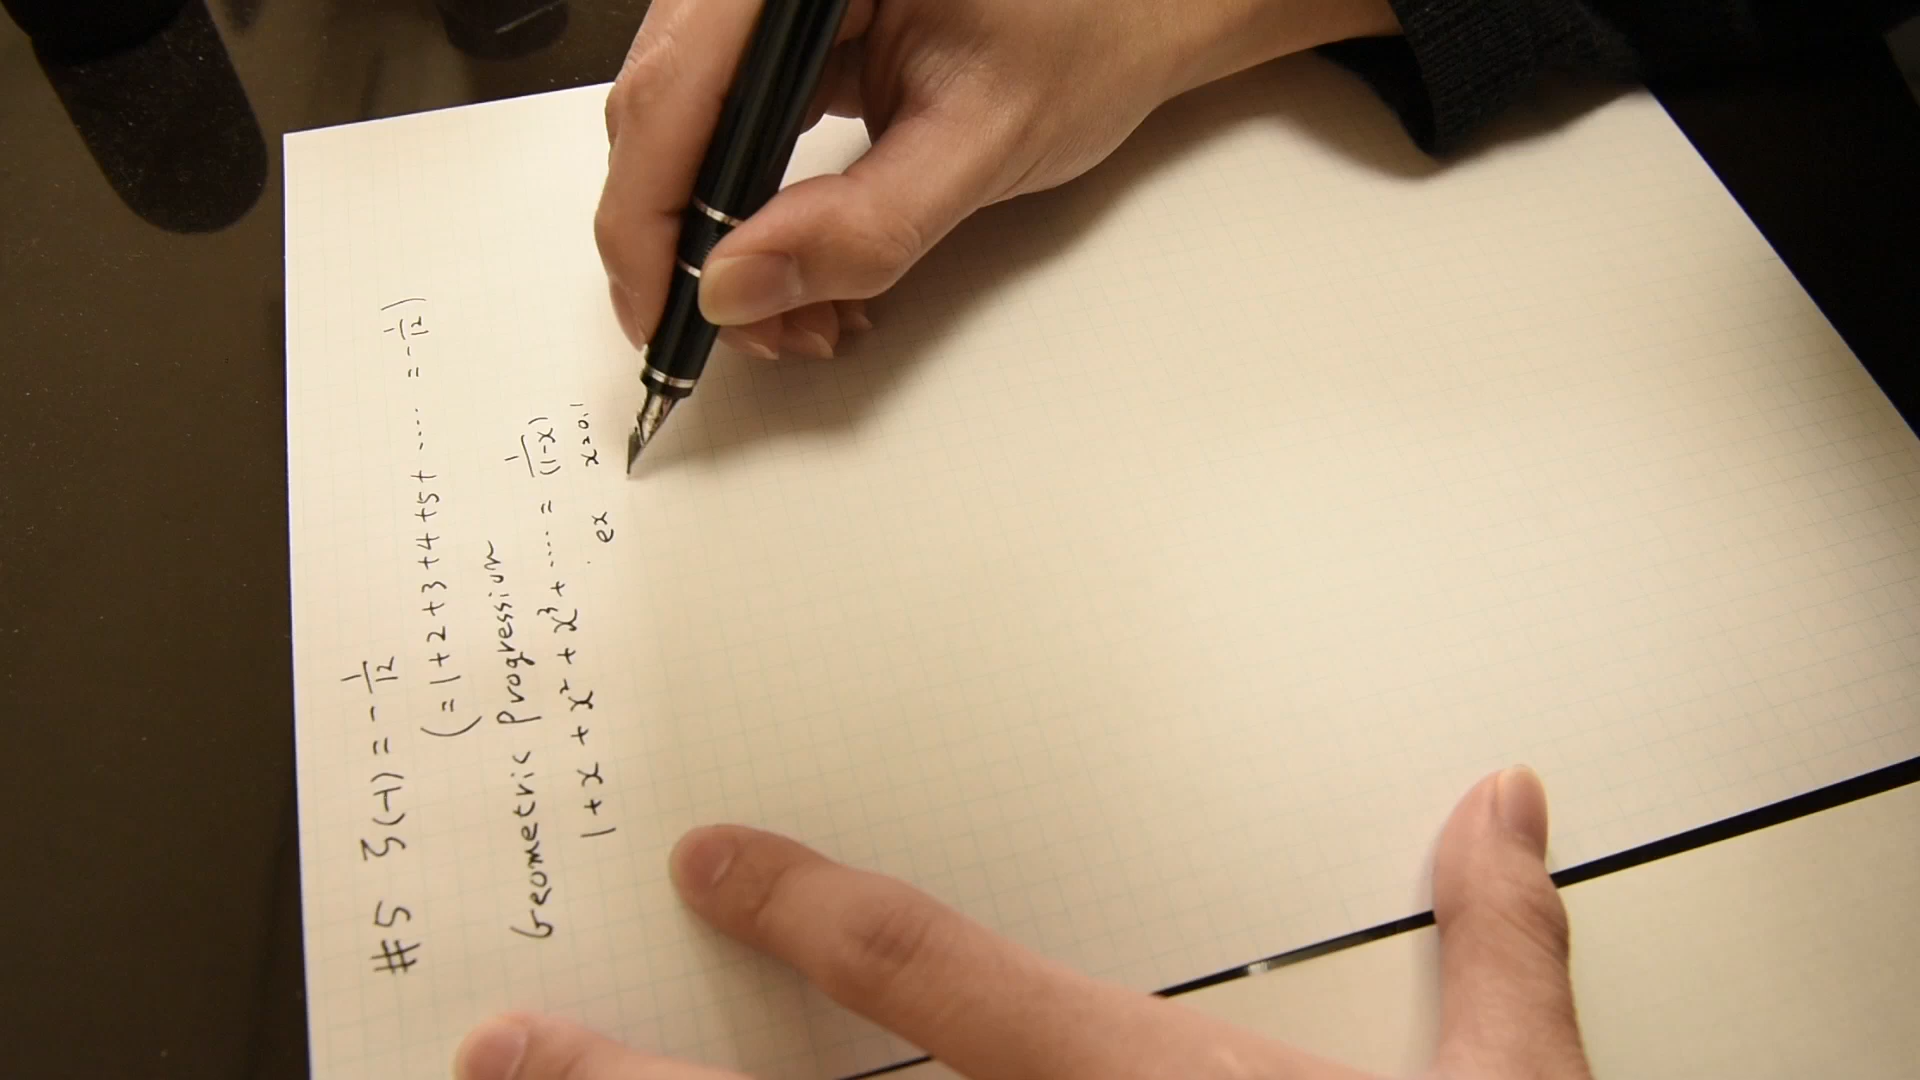 #5 ζ(-1) = -1/12
(= 1+2+3+4+5+ ..... = -1/12)
Geometric Progression
1 + x + x² + x³ + .... = 1/(1-x)
ex x=0.1